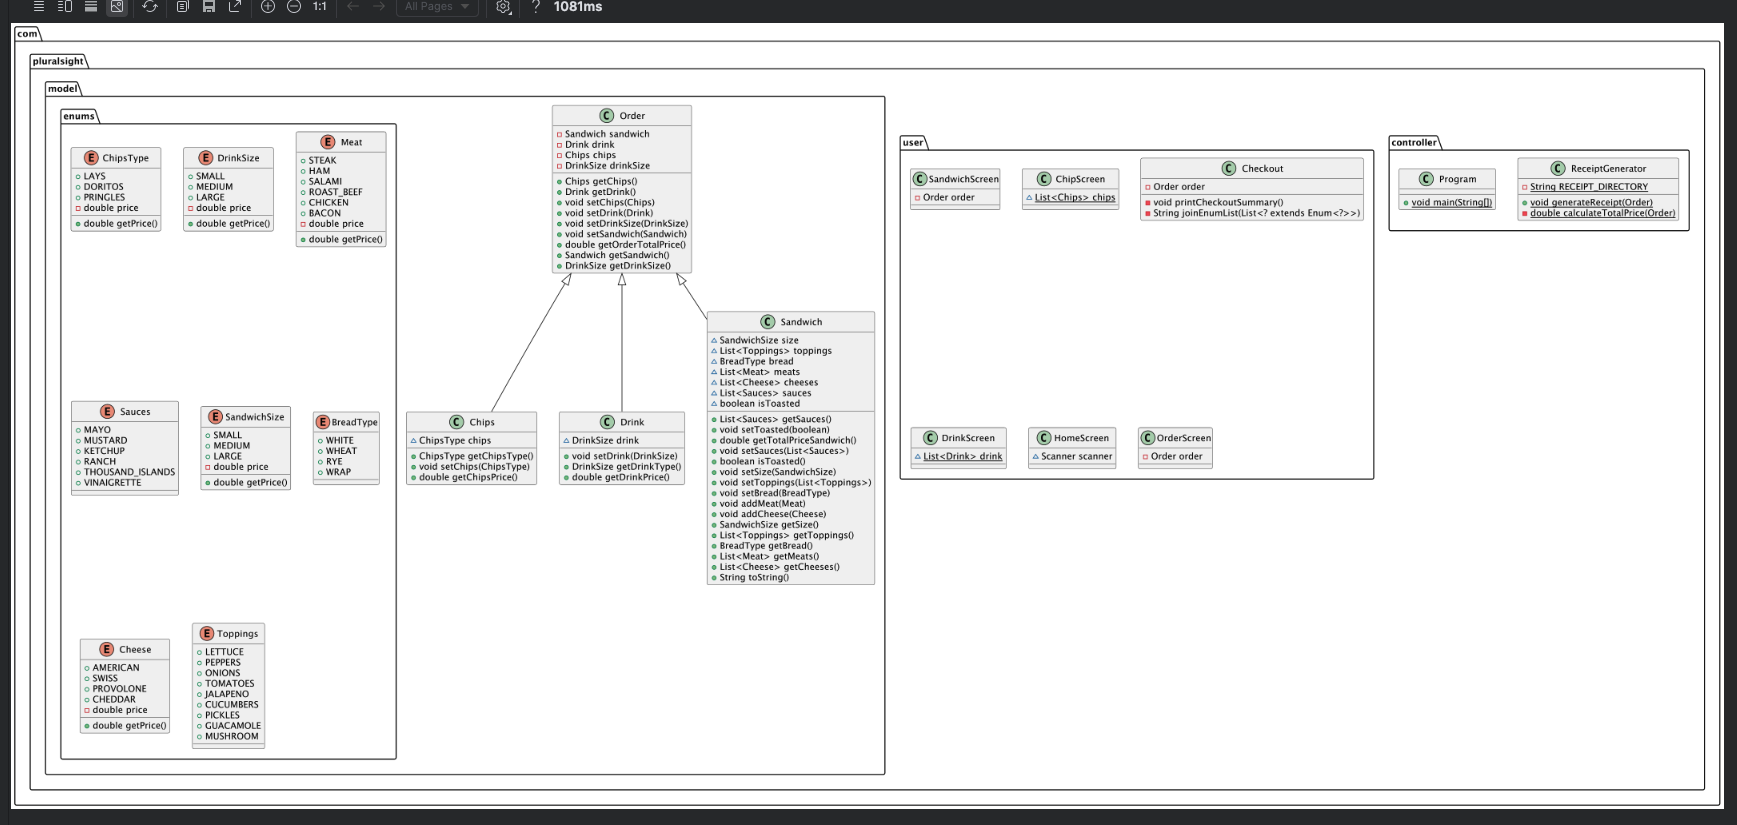 1:1
All Pages
?
1081ms
com
pluralsight
model
enums
E ChipsType
LAYS
DORITOS
PRINGLES
double price
double getPrice()
E DrinkSize
SMALL
MEDIUM
LARGE
double price
double getPrice()
E Meat
STEAK
HAM
SALAMI
ROAST_BEEF
CHICKEN
BACON
double price
double getPrice()
E Sauces
MAYO
MUSTARD
KETCHUP
RANCH
THOUSAND_ISLANDS
VINAIGRETTE
E SandwichSize
SMALL
MEDIUM
LARGE
double price
double getPrice()
E BreadType
WHITE
WHEAT
RYE
WRAP
E Cheese
AMERICAN
SWISS
PROVOLONE
CHEDDAR
double price
double getPrice()
E Toppings
LETTUCE
PEPPERS
ONIONS
TOMATOES
JALAPENO
CUCUMBERS
PICKLES
GUACAMOLE
MUSHROOM
C Order
Sandwich sandwich
Drink drink
Chips chips
DrinkSize drinkSize
Chips getChips()
Drink getDrink()
void setChips(Chips)
void setDrink(Drink)
void setDrinkSize(DrinkSize)
void setSandwich(Sandwich)
double getOrderTotalPrice()
Sandwich getSandwich()
DrinkSize getDrinkSize()
C Chips
ChipsType chips
ChipsType getChipsType()
void setChips(ChipsType)
double getChipsPrice()
C Drink
DrinkSize drink
void setDrink(DrinkSize)
DrinkSize getDrinkType()
double getDrinkPrice()
C Sandwich
SandwichSize size
List<Toppings> toppings
BreadType bread
List<Meat> meats
List<Cheese> cheeses
List<Sauces> sauces
boolean isToasted
List<Sauces> getSauces()
void setToasted(boolean)
double getTotalPriceSandwich()
void setSauces(List<Sauces>)
boolean isToasted()
void setSize(SandwichSize)
void setToppings(List<Toppings>)
void setBread(BreadType)
void addMeat(Meat)
void addCheese(Cheese)
SandwichSize getSize()
List<Toppings> getToppings()
BreadType getBread()
List<Meat> getMeats()
List<Cheese> getCheeses()
String toString()
user
C SandwichScreen
Order order
C ChipScreen
List<Chips> chips
C Checkout
Order order
void printCheckoutSummary()
String joinEnumList(List<? extends Enum<?>>)
C DrinkScreen
List<Drink> drink
C HomeScreen
Scanner scanner
C OrderScreen
Order order
controller
C Program
void main(String[])
C ReceiptGenerator
String RECEIPT_DIRECTORY
void generateReceipt(Order)
double calculateTotalPrice(Order)